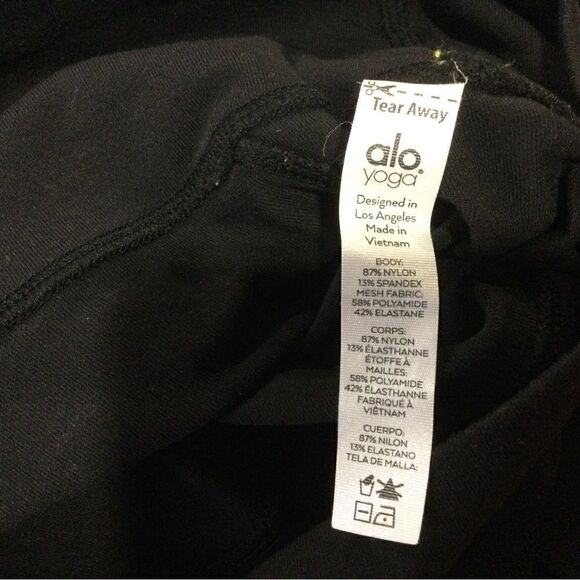 Tear Away
alo
yoga
Designed in
Los Angeles
Made in
Vietnam
BODY:
87% NYLON
13% SPANDEX
MESH FABRIC:
58% POLYAMIDE
42% ELASTANE
CORPS:
87% NYLON
13% ÉLASTHANNE
ÉTOFFE À
MAILLES:
58% POLYAMIDE
42% ÉLASTHANNE
FABRIQUÉ À
VIÊTNAM
CUERPO:
87% NILON
13% ELASTANO
TELA DE MALLA: